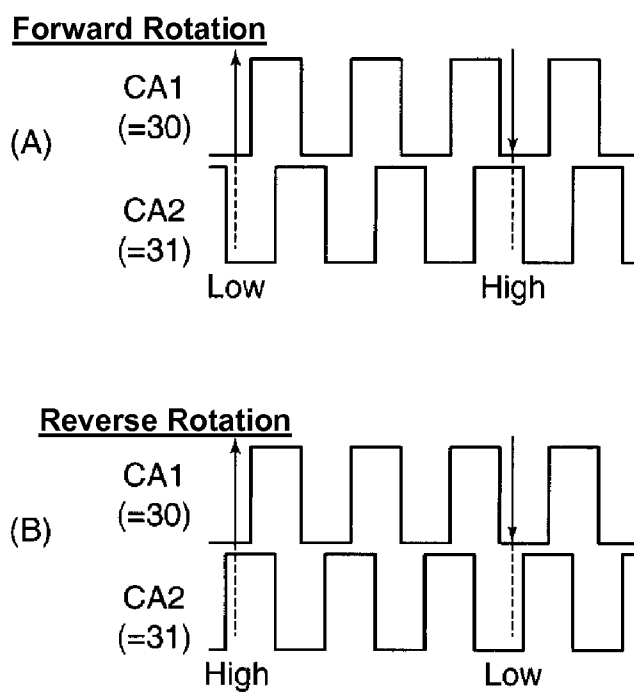 Forward Rotation
CA1
(=30)
(A)
CA2
(=31)
Low
High
Reverse Rotation
CA1
(=30)
(B)
CA2
(=31)
High
Low